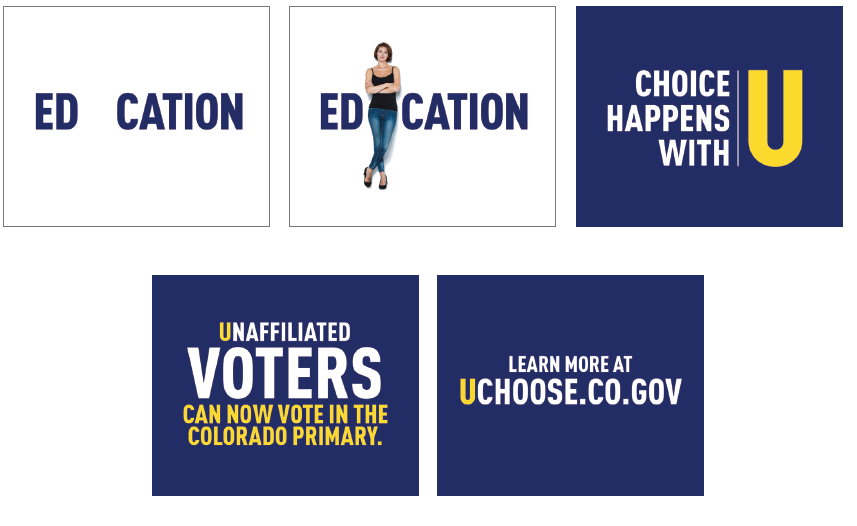 ED CATION
ED CATION
CHOICE
HAPPENS
WITH
U
UNAFFILIATED
VOTERS
CAN NOW VOTE IN THE
COLORADO PRIMARY.
LEARN MORE AT
UCHOOSE.CO.GOV